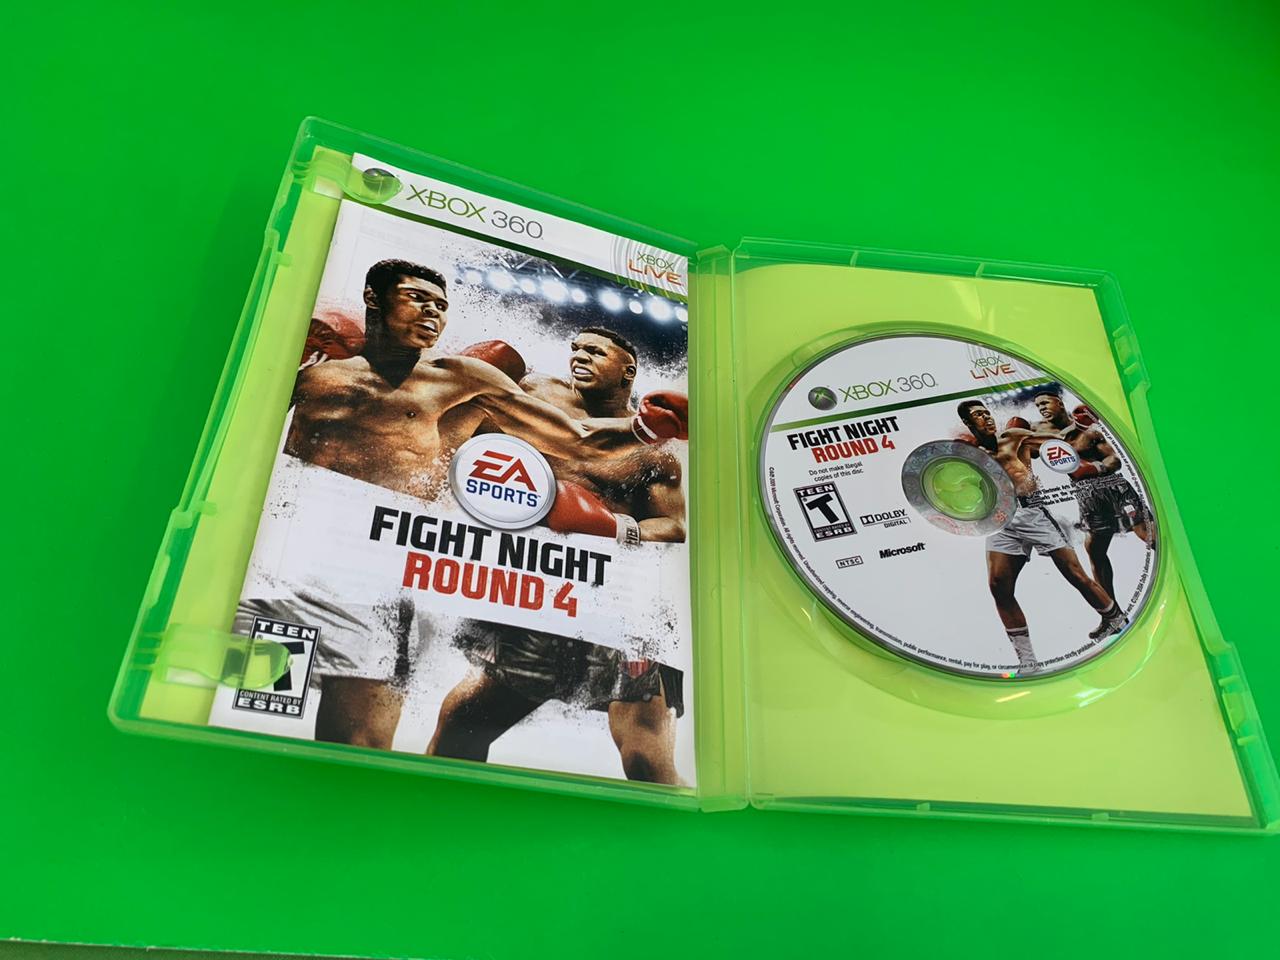 XBOX 360
XBOX
LIVE
EA
SPORTS
FIGHT NIGHT
ROUND 4
TEEN
T
CONTENT RATED BY
ESRB
XBOX 360
XBOX
LIVE
FIGHT NIGHT
ROUND 4
Do not make illegal
copies of this disc.
EA
SPORTS
TEEN
T
ESRB
DOLBY
DIGITAL
NTSC
Microsoft